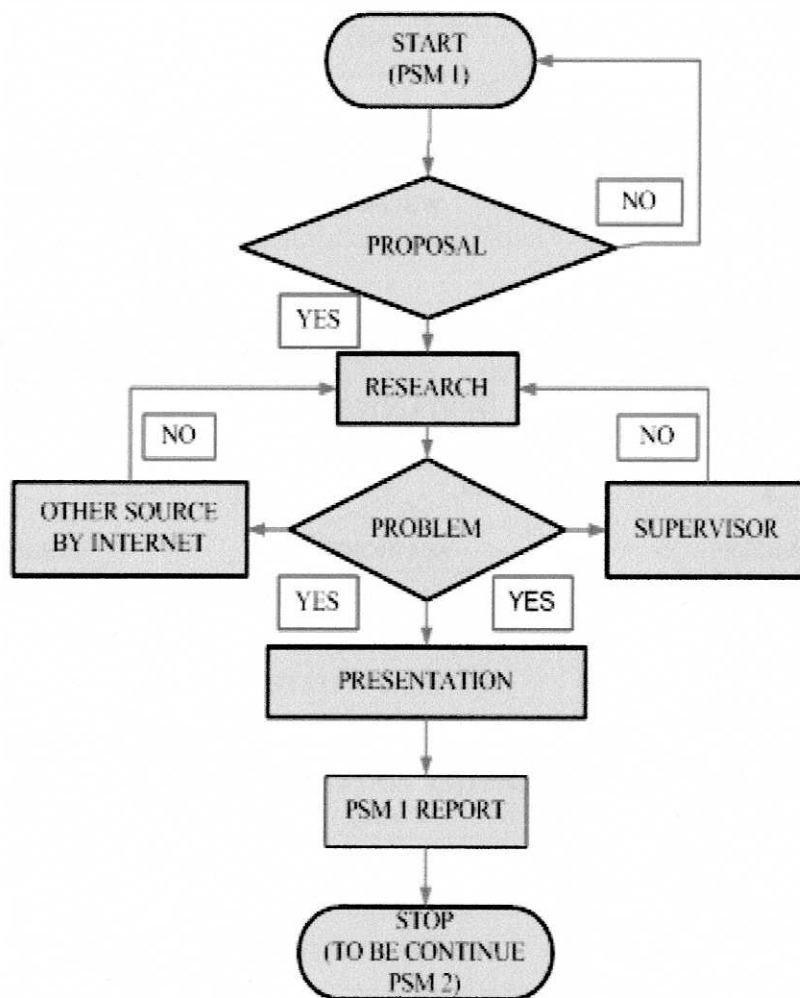 START
(PSM 1)
NO
PROPOSAL
YES
RESEARCH
NO
NO
OTHER SOURCE
BY INTERNET
PROBLEM
SUPERVISOR
YES
YES
PRESENTATION
PSM 1 REPORT
STOP
(TO BE CONTINUE
PSM 2)